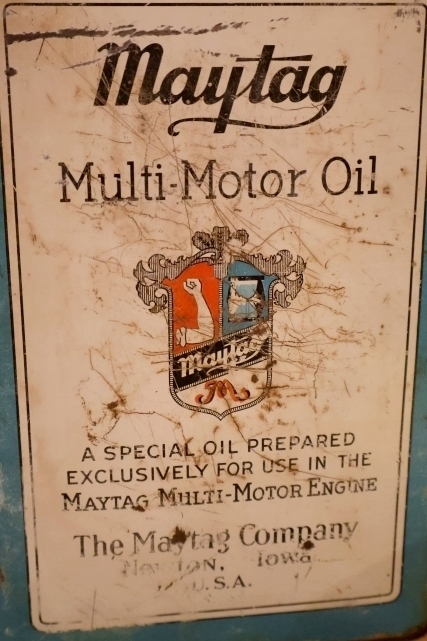 Maytag
Multi-Motor Oil
Maytag
M
A SPECIAL OIL PREPARED
EXCLUSIVELY FOR USE IN THE
MAYTAG MULTI-MOTOR ENGINE
The Maytag Company
Newton, Iowa
U.S.A.